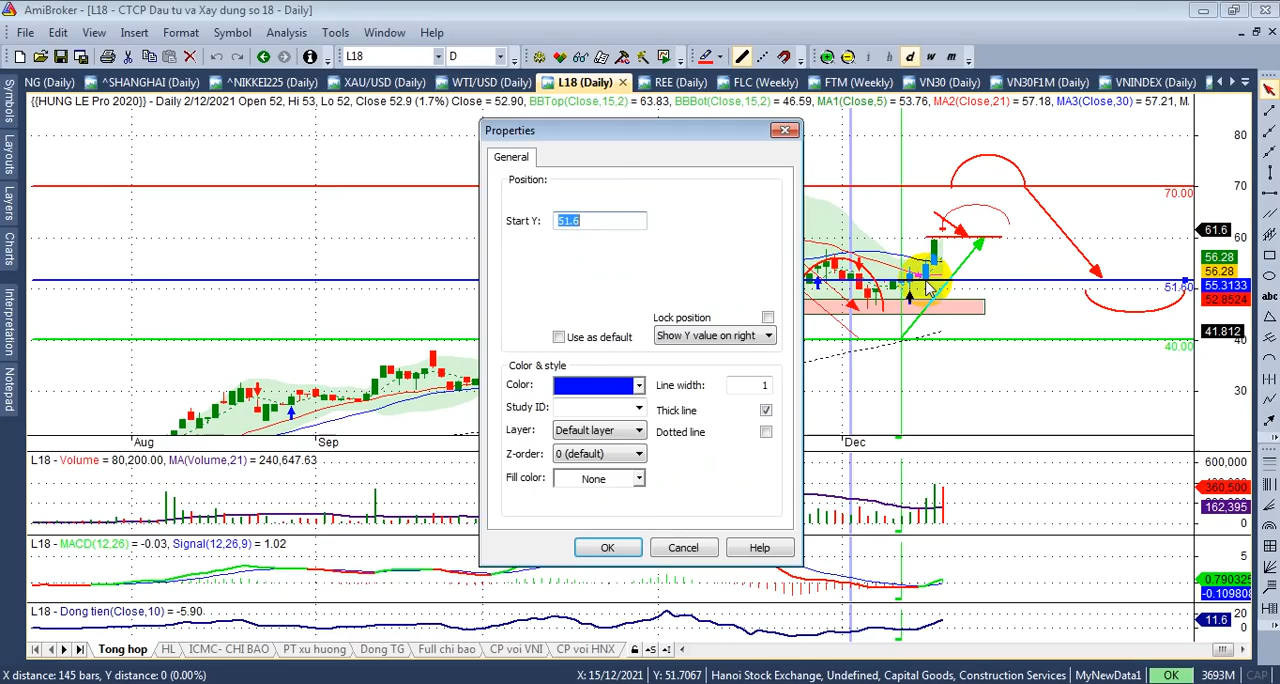 AmiBroker - [L18 - CTCP Dau tu va Xay dung so 18 - Daily]
File Edit View Insert Format Symbol Analysis Tools Window Help
L18 D i h d w m
NG (Daily) ^SHANGHAI (Daily) ^NIKKEI225 (Daily) XAU/USD (Daily) WTI/USD (Daily) L18 (Daily) REE (Daily) FLC (Weekly) FTM (Weekly) VN30 (Daily) VN30F1M (Daily) VNINDEX (Daily)
{{HUNG LE Pro 2020}} - Daily 2/12/2021 Open 52, Hi 53, Lo 52, Close 52.9 (1.7%) Close = 52.90, BBTop(Close,15,2) = 63.83, BBBot(Close,15,2) = 46.59, MA1(Close,5) = 53.76, MA2(Close,21) = 57.18, MA3(Close,30) = 57.21, M.
Symbols
Layouts
Layers
Charts
Interpretation
Notepad
Properties
General
Position:
Start Y: 51.6
Lock position
Use as default Show Y value on right
Color & style
Color: Line width: 1
Study ID: Thick line
Layer: Default layer Dotted line
Z-order: 0 (default)
Fill color: None
OK Cancel Help
80
70
70.00
61.6
60
56.28
56.28
55.3133
51.60
52.8524
41.812
40
40.00
30
Aug Sep Dec
L18 - Volume = 80,200.00, MA(Volume,21) = 240,647.63
600,000
400,000
360,500
162,395
0
L18 - MACD(12,26) = -0.03, Signal(12,26,9) = 1.02
5
0.790325
-0.109808
L18 - Dong tien(Close,10) = -5.90
20
11.6
0
Tong hop HL ICMC- CHI BAO PT xu huong Dong TG Full chi bao CP voi VNI CP voi HNX
X distance: 145 bars, Y distance: 0 (0.00%) X: 15/12/2021 Y: 51.7067 Hanoi Stock Exchange, Undefined, Capital Goods, Construction Services MyNewData1 OK 3693M CAP
abc